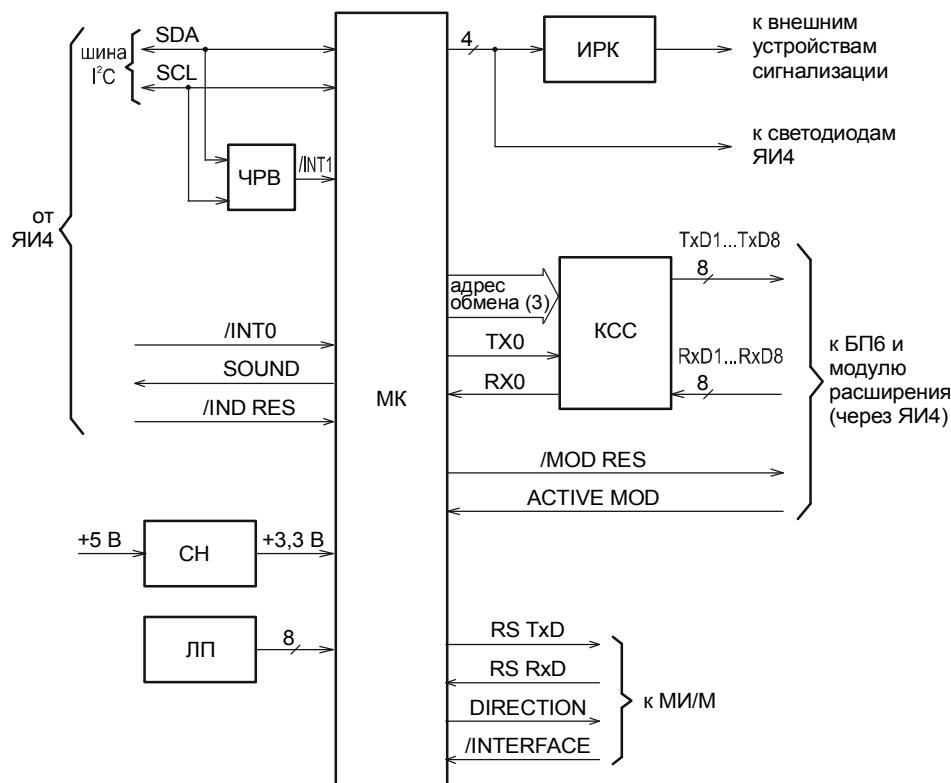 шина
I²C
SDA
SCL
ЧРВ
/INT1
от
ЯИ4
/INT0
SOUND
/IND RES
+5 В
СН
+3,3 В
ЛП
8
МК
4
ИРК
к внешним
устройствам
сигнализации
к светодиодам
ЯИ4
адрес
обмена (3)
TX0
RX0
КСС
TxD1...TxD8
8
RxD1...RxD8
8
к БП6 и
модулю
расширения
(через ЯИ4)
/MOD RES
ACTIVE MOD
RS TxD
RS RxD
DIRECTION
/INTERFACE
к МИ/М